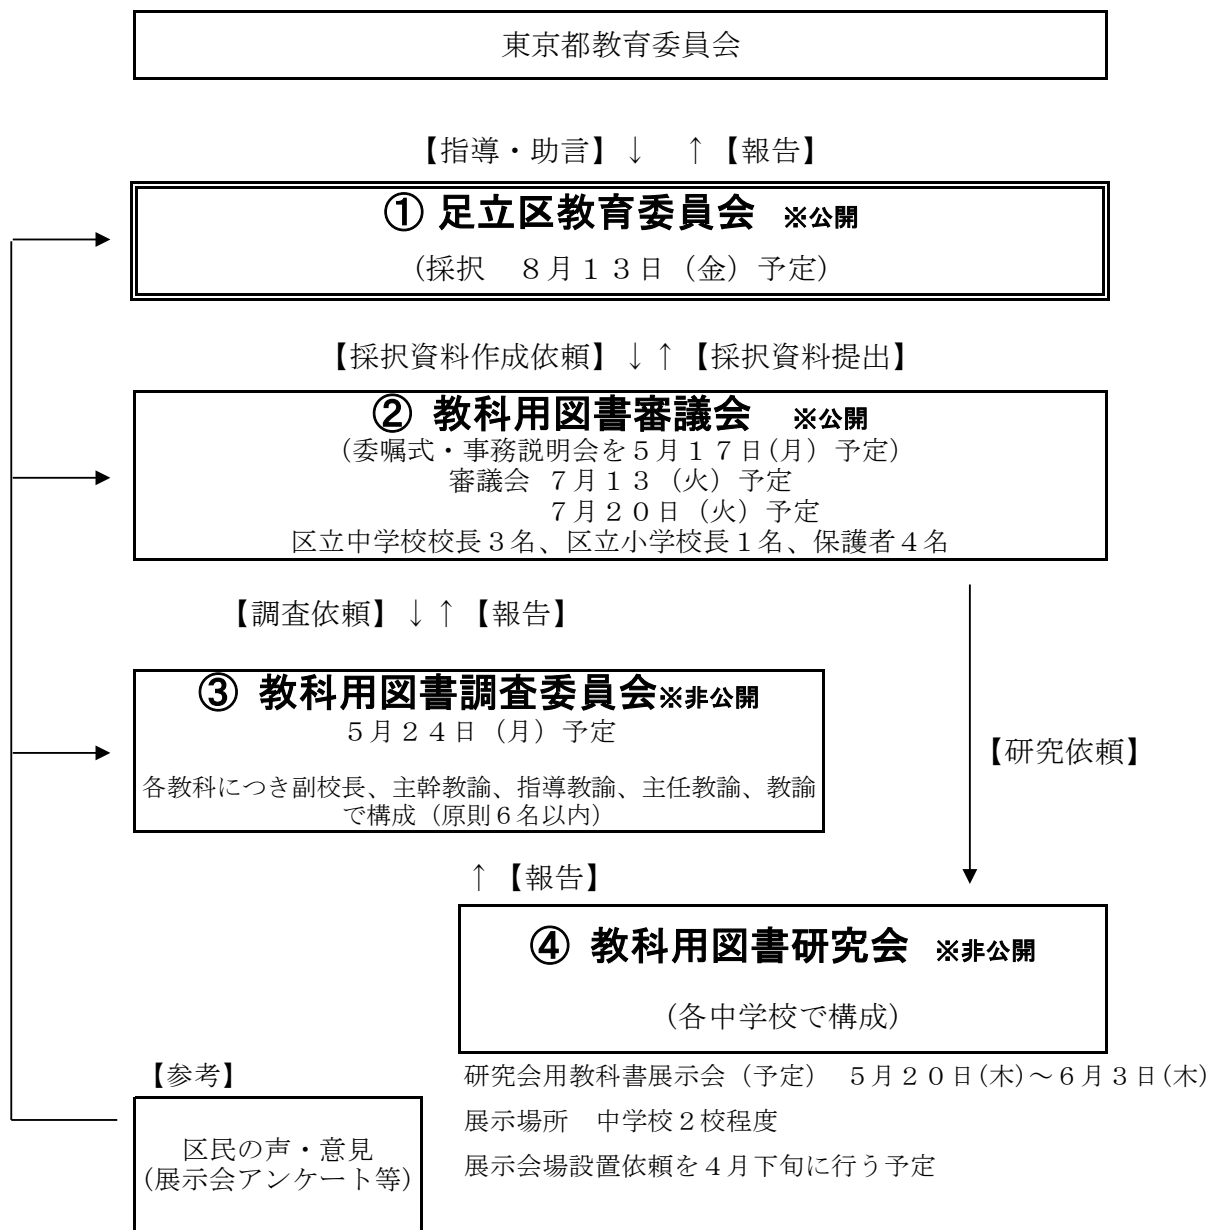 東京都教育委員会
【指導・助言】↓　↑【報告】
① 足立区教育委員会　※公開
(採択　８月１３日（金）予定)
【採択資料作成依頼】↓↑【採択資料提出】
② 教科用図書審議会　※公開
(委嘱式・事務説明会を５月１７日(月）予定)
審議会 ７月１３（火）予定
７月２０日（火）予定
区立中学校校長３名、区立小学校長１名、保護者４名
【調査依頼】↓↑【報告】
③ 教科用図書調査委員会※非公開
５月２４日（月）予定
各教科につき副校長、主幹教諭、指導教諭、主任教諭、教諭
で構成（原則６名以内）
【研究依頼】
↑【報告】
④ 教科用図書研究会　※非公開
(各中学校で構成)
【参考】
区民の声・意見
(展示会アンケート等)
研究会用教科書展示会（予定）　５月２０日(木)～６月３日(木)
展示場所　中学校２校程度
展示会場設置依頼を４月下旬に行う予定